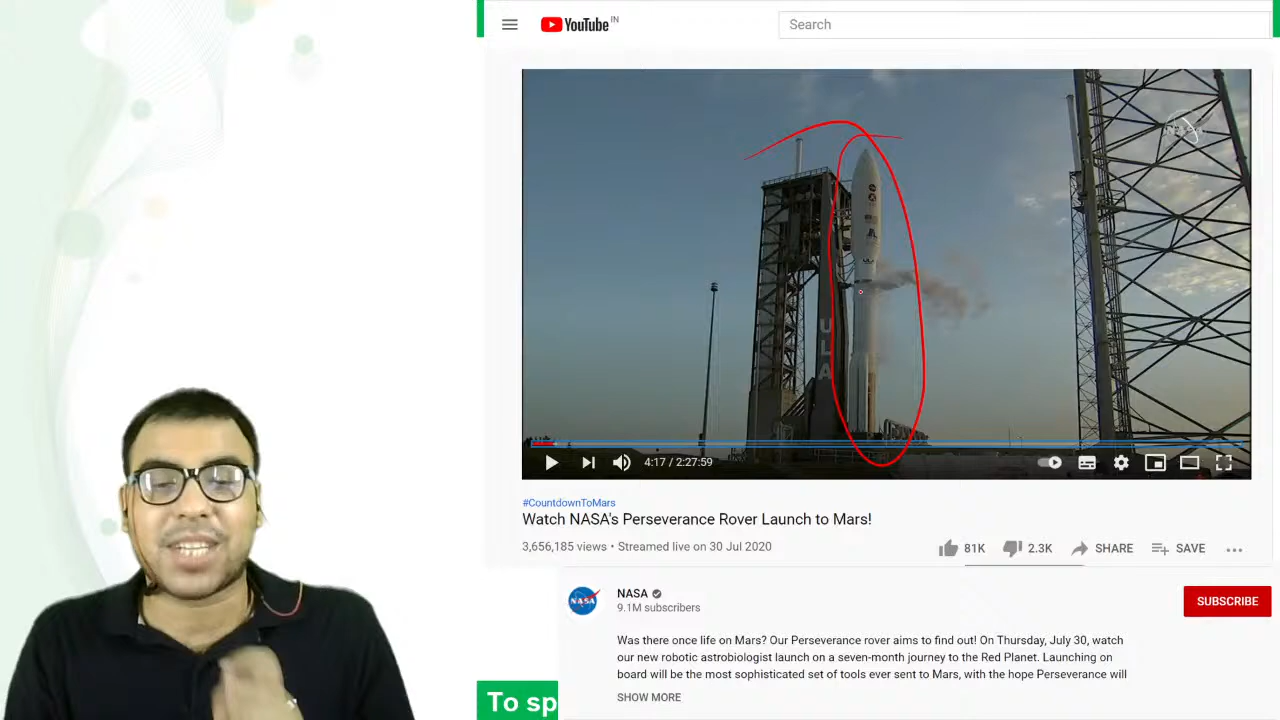 YouTube IN
Search
NASA
ULA
4:17 / 2:27:59
#CountdownToMars
Watch NASA's Perseverance Rover Launch to Mars!
3,656,185 views • Streamed live on 30 Jul 2020
81K
2.3K
SHARE
SAVE
NASA
NASA
9.1M subscribers
SUBSCRIBE
Was there once life on Mars? Our Perseverance rover aims to find out! On Thursday, July 30, watch
our new robotic astrobiologist launch on a seven-month journey to the Red Planet. Launching on
board will be the most sophisticated set of tools ever sent to Mars, with the hope Perseverance will
SHOW MORE
To sp